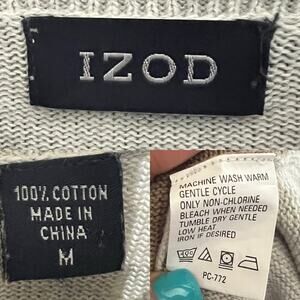 IZOD
100% COTTON
MADE IN
CHINA
M
MACHINE WASH WARM
GENTLE CYCLE
ONLY NON-CHLORINE
BLEACH WHEN NEEDED
TUMBLE DRY GENTLE
LOW HEAT
IRON IF DESIRED
PC-772